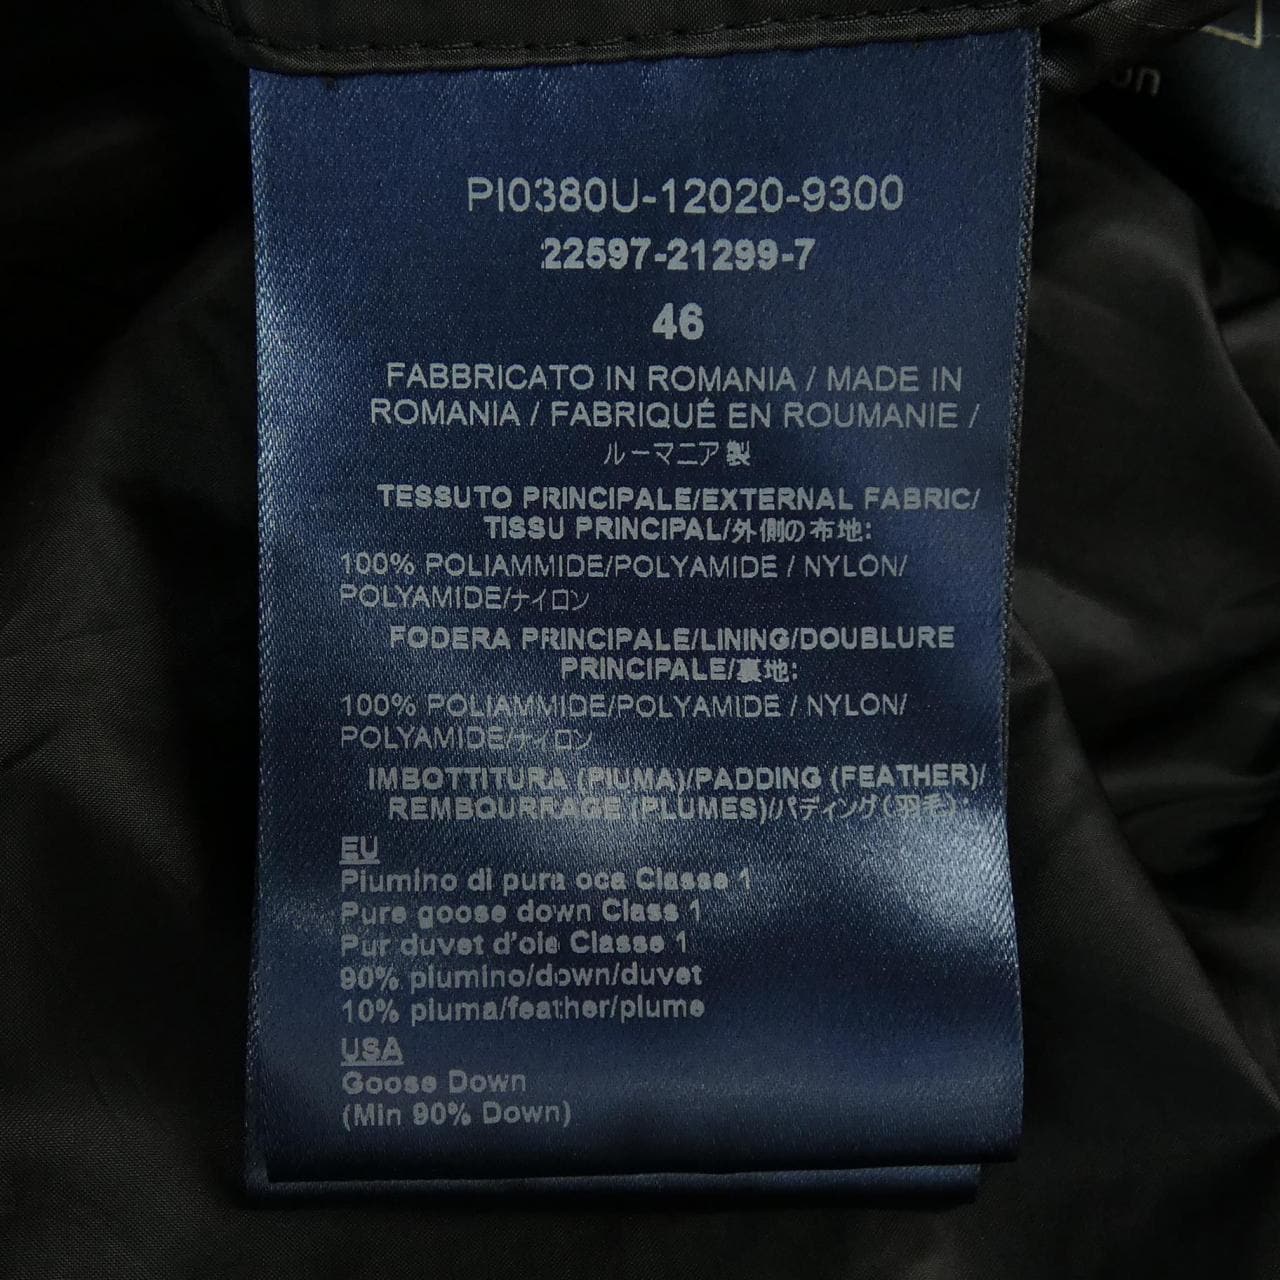 un
PI0380U-12020-9300
22597-21299-7
46
FABBRICATO IN ROMANIA / MADE IN
ROMANIA / FABRIQUÉ EN ROUMANIE /
ルーマニア製
TESSUTO PRINCIPALE/EXTERNAL FABRIC/
TISSU PRINCIPAL/外側の布地:
100% POLIAMMIDE/POLYAMIDE / NYLON/
POLYAMIDE/ナイロン
FODERA PRINCIPALE/LINING/DOUBLURE
PRINCIPALE/裏地:
100% POLIAMMIDE/POLYAMIDE / NYLON/
POLYAMIDE/ナイロン
IMBOTTITURA (PIUMA)/PADDING (FEATHER)/
REMBOURRAGE (PLUMES)/パディング(羽毛):
EU
Piumino di pura oca Classe 1
Pure goose down Class 1
Pur duvet d'oie Classe 1
90% piumino/down/duvet
10% piuma/feather/plume
USA
Goose Down
(Min 90% Down)